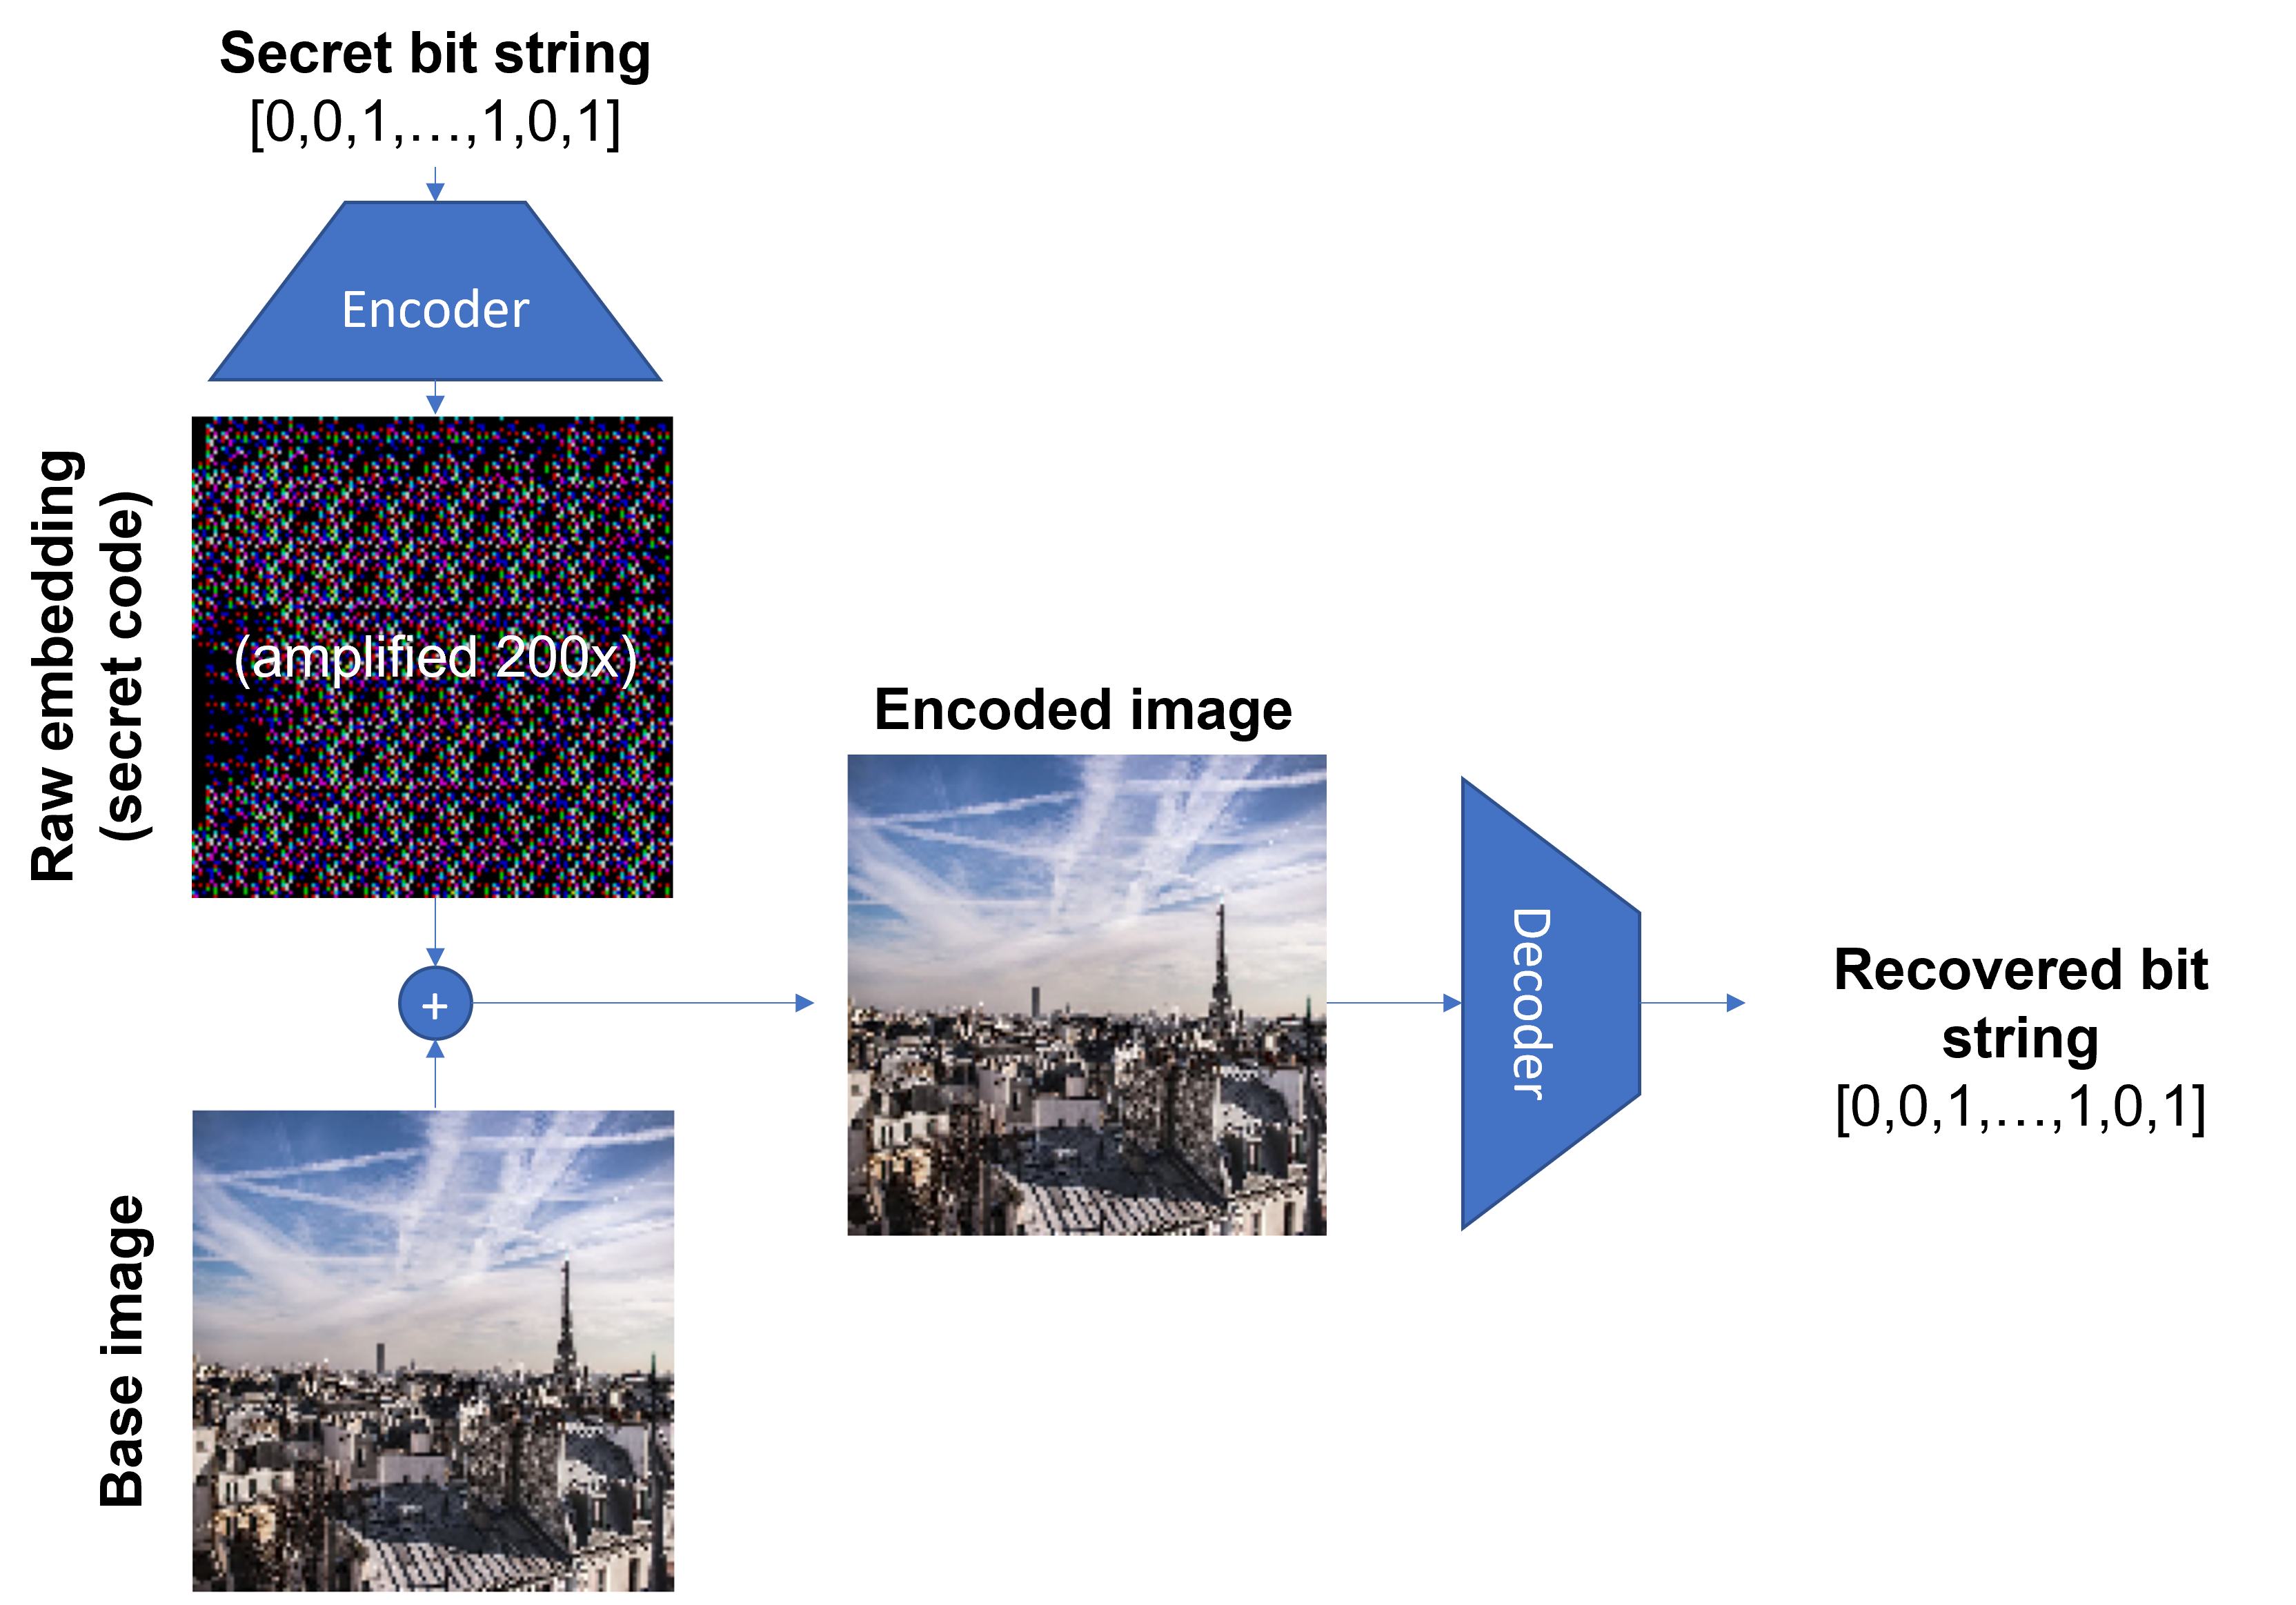 Secret bit string
[0,0,1,...,1,0,1]
Encoder
Raw embedding
(secret code)
(amplified 200x)
+
Base image
Encoded image
Decoder
Recovered bit
string
[0,0,1,...,1,0,1]